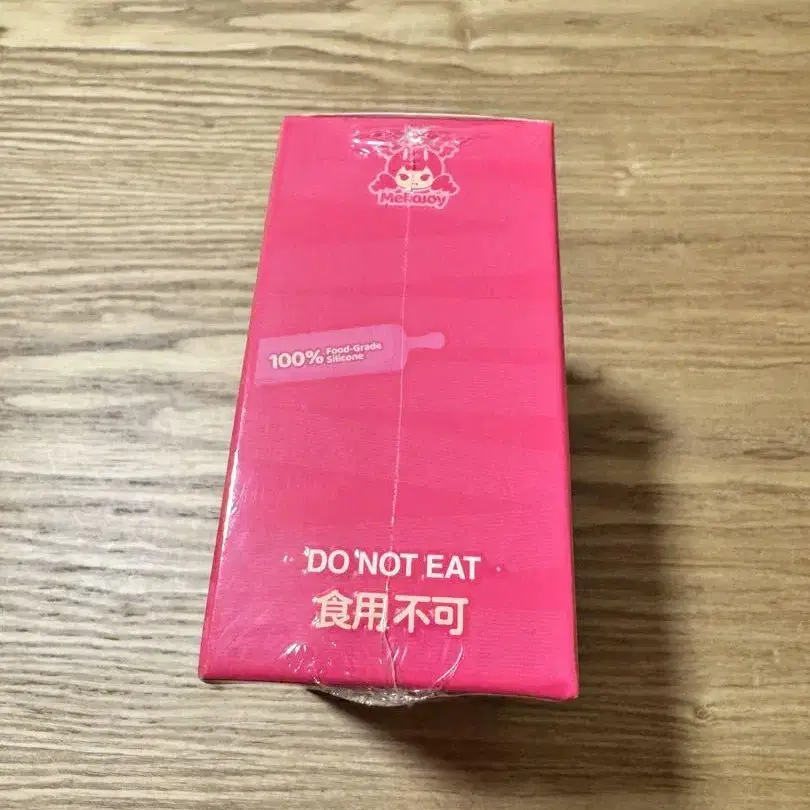 Mekajoy
100% Food-Grade
Silicone
DO NOT EAT
食用不可